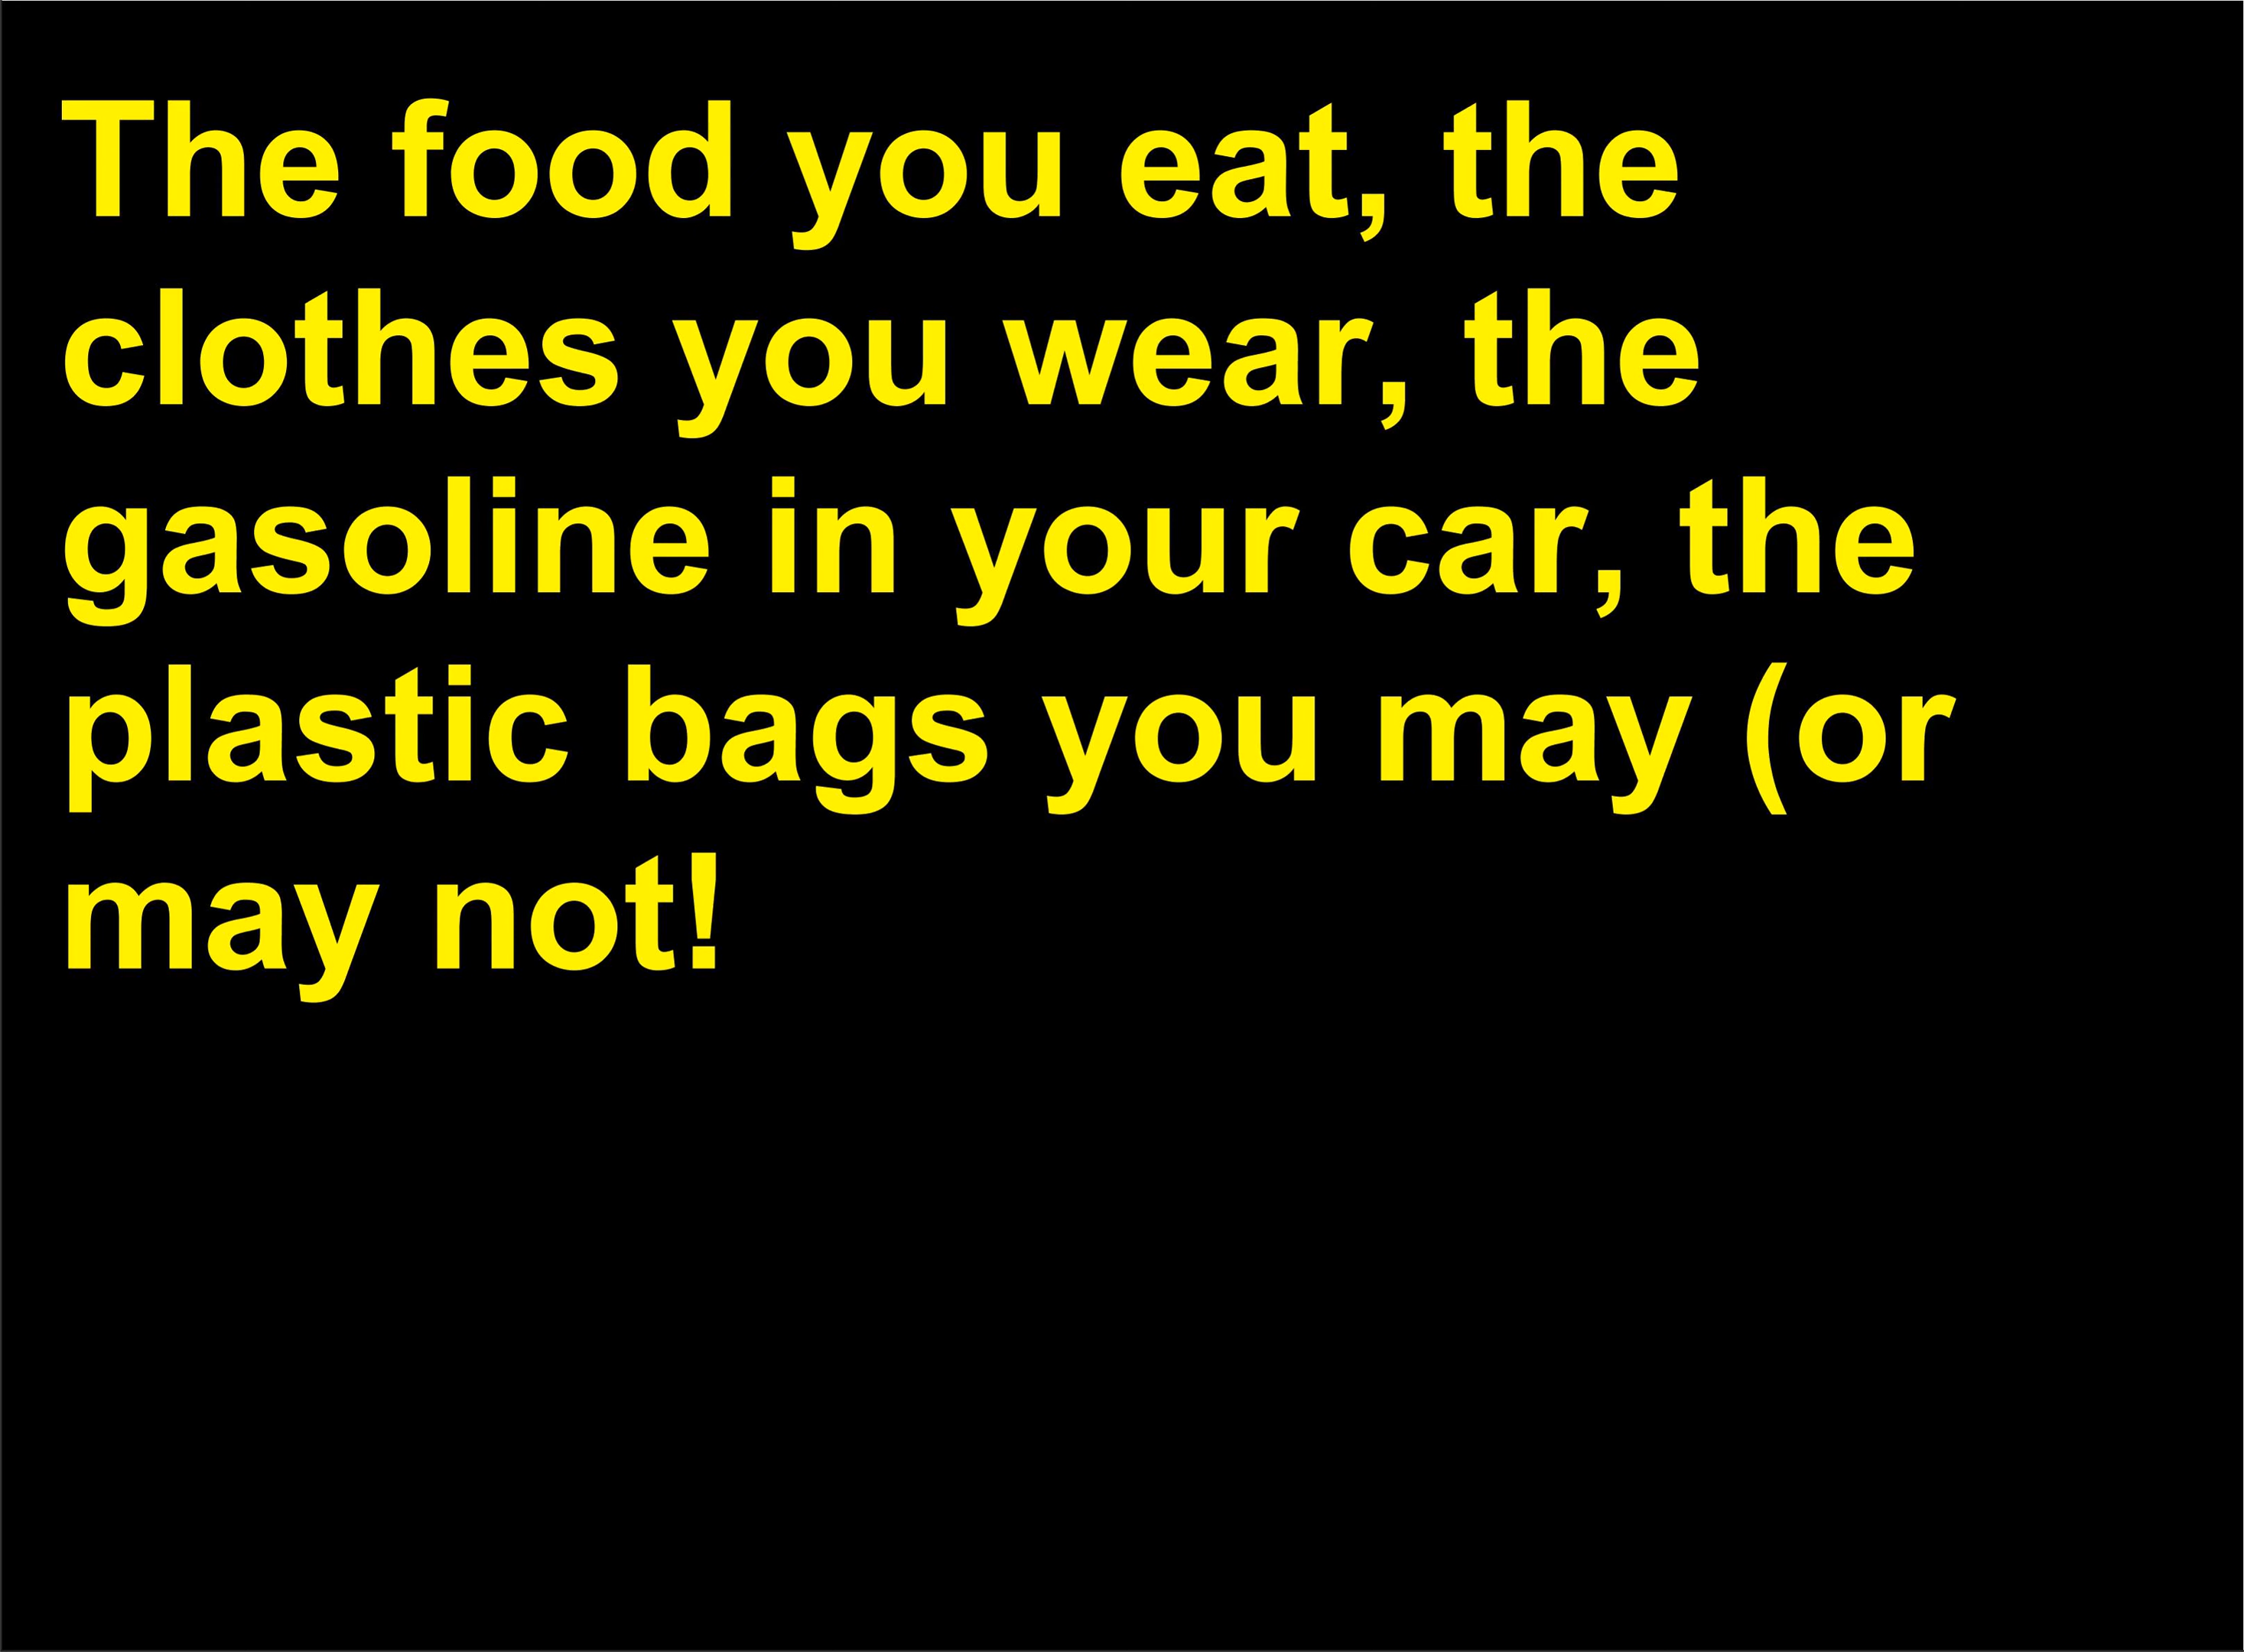 The food you eat, the
clothes you wear, the
gasoline in your car, the
plastic bags you may (or
may not!